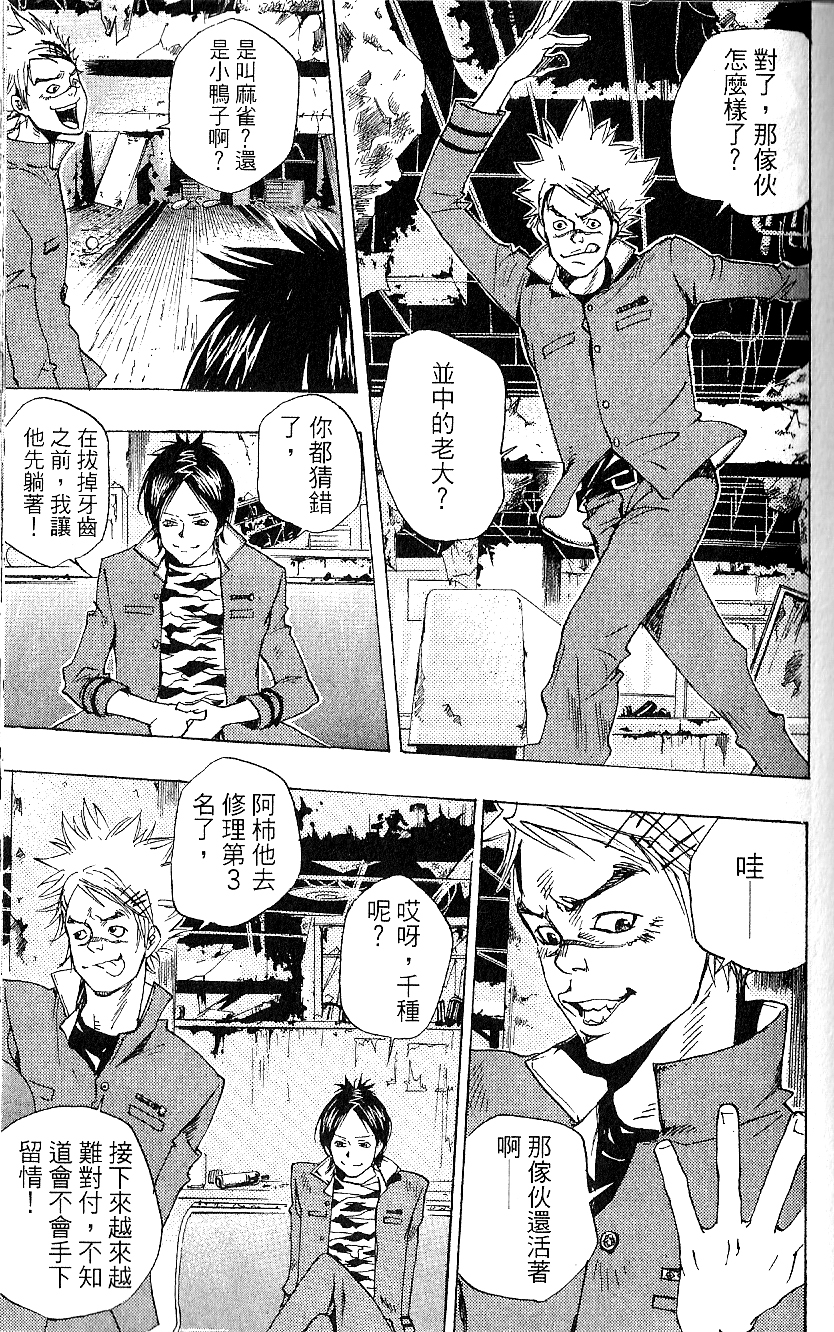 對了，那傢伙
怎麼樣了？
並中的老大？
是叫麻雀？還
是小鴨子啊？
你都猜錯
了，
在拔掉牙齒
之前，我讓
他先躺著！
哇——
那傢伙還活著
啊——
哎呀，千種
呢？
阿柿他去
修理第3
名了，
接下來越來越
難對付，不知
道會不會手下
留情！